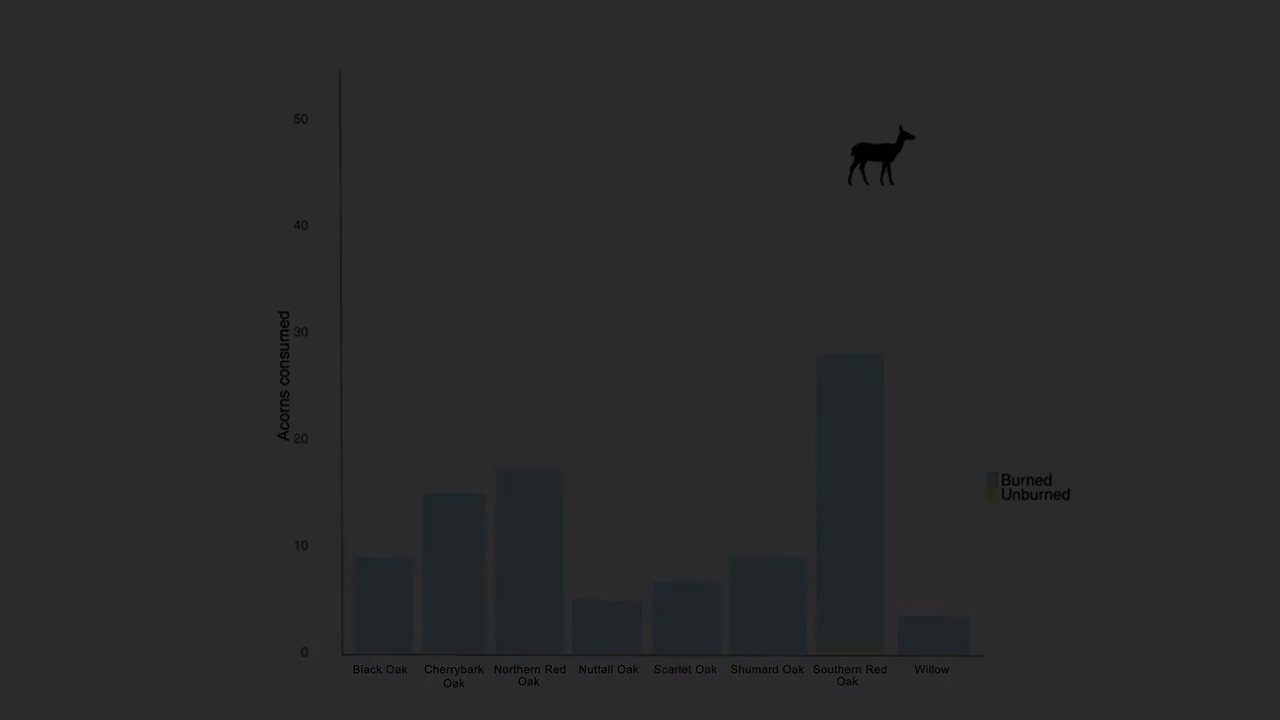 50
40
30
20
10
0
Acorns consumed
Burned
Unburned
Black Oak
Cherrybark
Oak
Northern Red
Oak
Nuttall Oak
Scarlet Oak
Shumard Oak
Southern Red
Oak
Willow